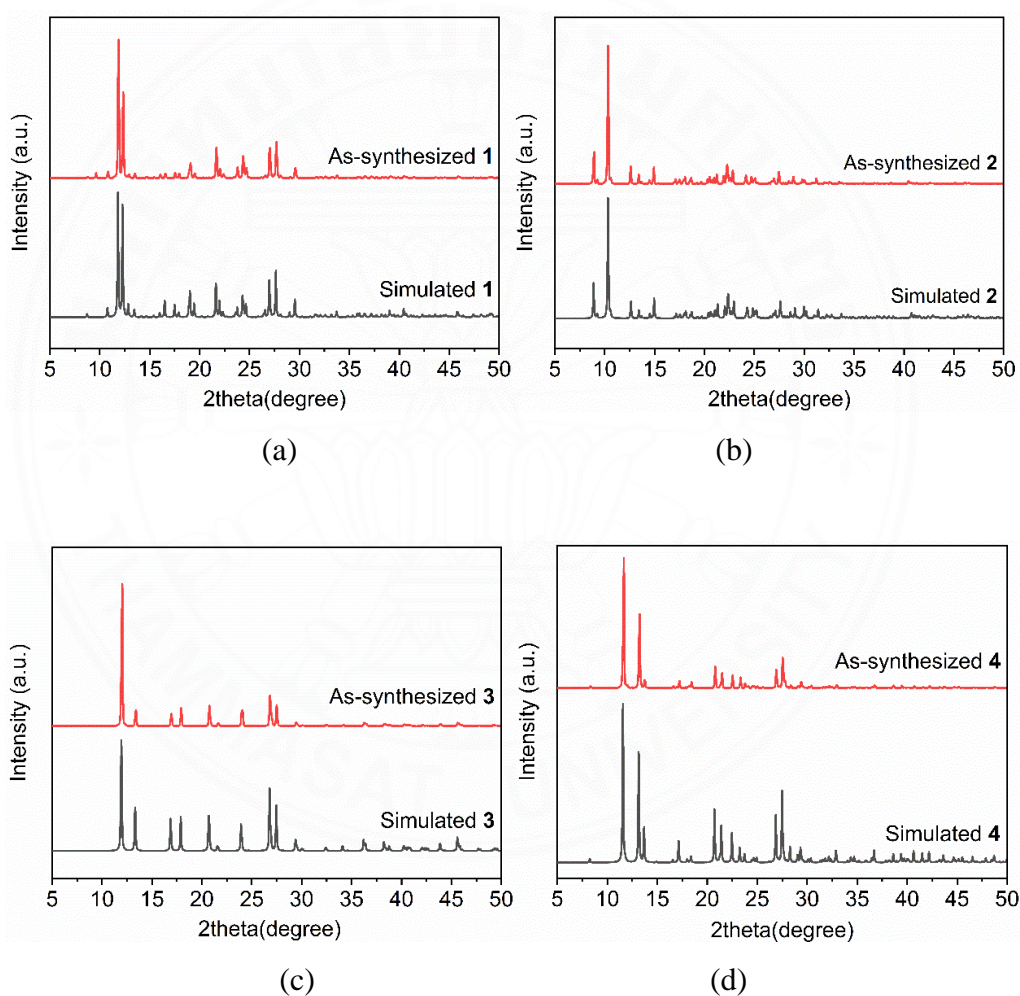 Intensity (a.u.)
As-synthesized 1
Simulated 1
5 10 15 20 25 30 35 40 45 50
2theta(degree)
(a)
Intensity (a.u.)
As-synthesized 2
Simulated 2
5 10 15 20 25 30 35 40 45 50
2theta(degree)
(b)
Intensity (a.u.)
As-synthesized 3
Simulated 3
5 10 15 20 25 30 35 40 45 50
2theta(degree)
(c)
Intensity (a.u.)
As-synthesized 4
Simulated 4
5 10 15 20 25 30 35 40 45 50
2theta(degree)
(d)
THAMMASAT UNIVERSITY